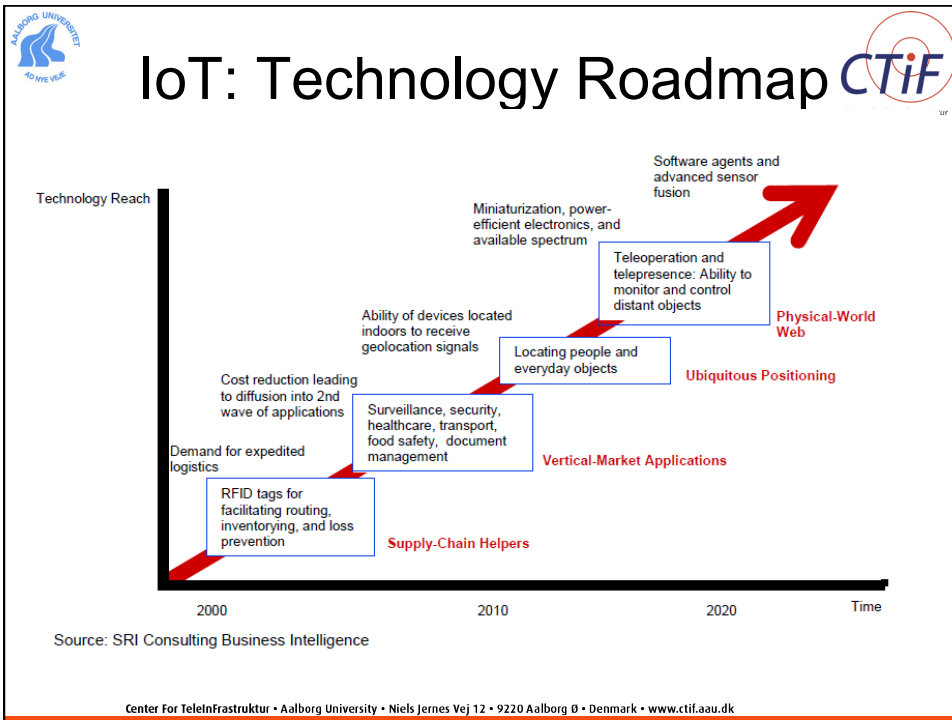 AALBORG UNIVERSITET
AD NYE VEJE
IoT: Technology Roadmap
CTiF
Technology Reach
Software agents and
advanced sensor
fusion
Miniaturization, power-
efficient electronics, and
available spectrum
Teleoperation and
telepresence: Ability to
monitor and control
distant objects
Physical-World
Web
Ability of devices located
indoors to receive
geolocation signals
Locating people and
everyday objects
Ubiquitous Positioning
Cost reduction leading
to diffusion into 2nd
wave of applications
Surveillance, security,
healthcare, transport,
food safety, document
management
Vertical-Market Applications
Demand for expedited
logistics
RFID tags for
facilitating routing,
inventorying, and loss
prevention
Supply-Chain Helpers
2000 2010 2020 Time
Source: SRI Consulting Business Intelligence
Center For TeleInFrastruktur • Aalborg University • Niels Jernes Vej 12 • 9220 Aalborg Ø • Denmark • www.ctif.aau.dk